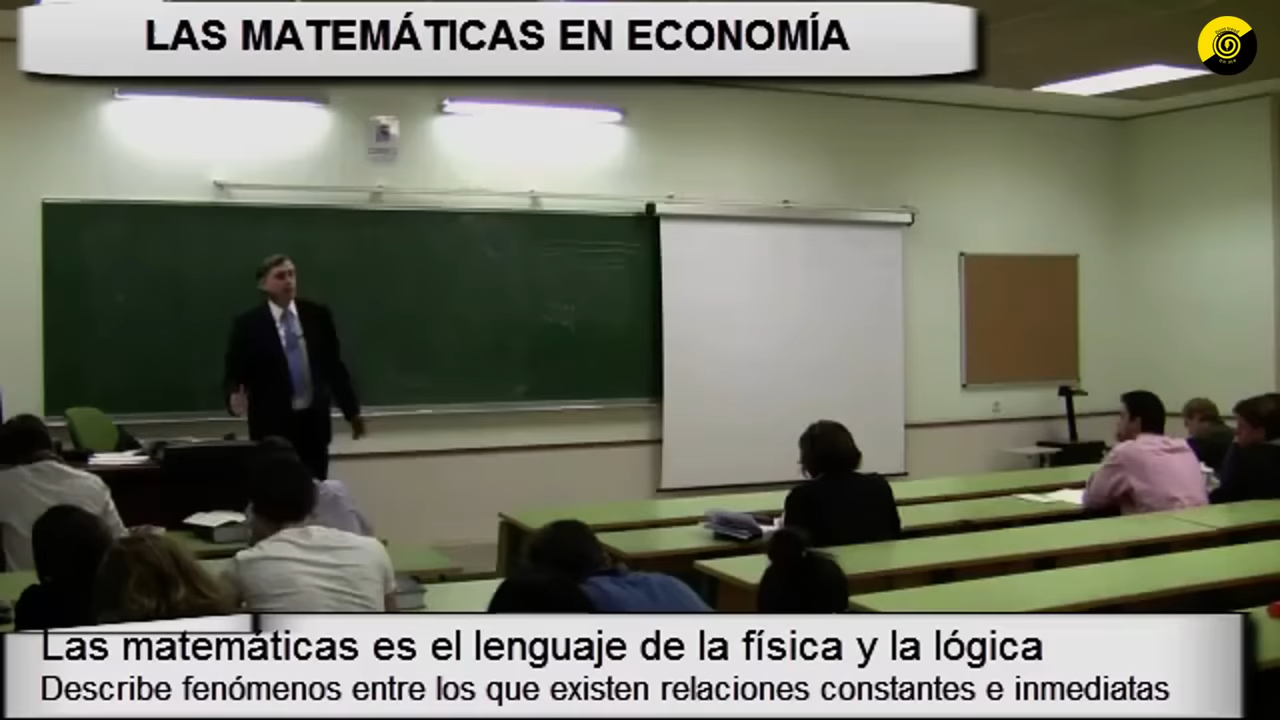 LAS MATEMÁTICAS EN ECONOMÍA
Las matemáticas es el lenguaje de la física y la lógica
Describe fenómenos entre los que existen relaciones constantes e inmediatas